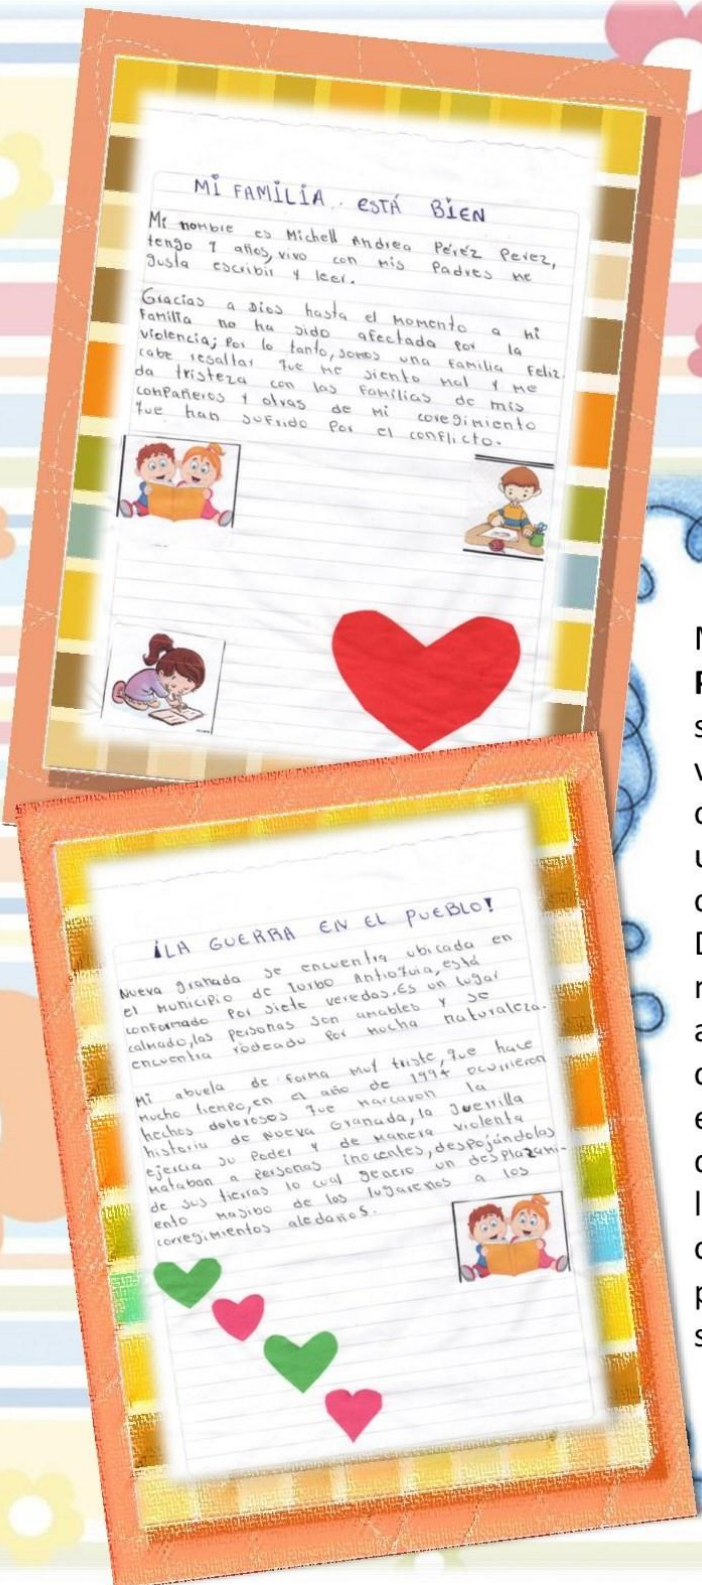 MI FAMILIA. ESTÁ BIEN
Mi nombre es Michell Andrea Pérez Perez,
tengo 9 años, vivo con mis Padres me
gusta escribir y leer.
Gracias a Dios hasta el momento a mi
Familia no ha sido afectada Por la
violencia; Por lo tanto, somos una Familia Feliz.
cabe resaltar que me siento mal y me
da tristeza con las Familias de mis
compañeros y otras de mi coregimiento
que han sufrido Por el conflicto.
¡LA GUERRA EN EL PUEBLO!
Nueva granada se encuentra ubicada en
el municipio de Turbo Antioquia, está
conformado Por siete veredas. Es un lugar
calmado, las personas son amables y se
encuentra rodeado Por mucha naturaleza.
Mi abuela de forma muy triste, que hace
mucho tiempo, en el año de 1994 ocurrieron
hechos dolorosos que marcaron la
historia de Nueva Granada, la guerrilla
ejercia su Poder y de manera violenta
mataban a Personas inocentes, despojándolas
de sus tierras lo cual genero un desplazami-
ento masibo de los lugareños a los
corregimientos aledaños.